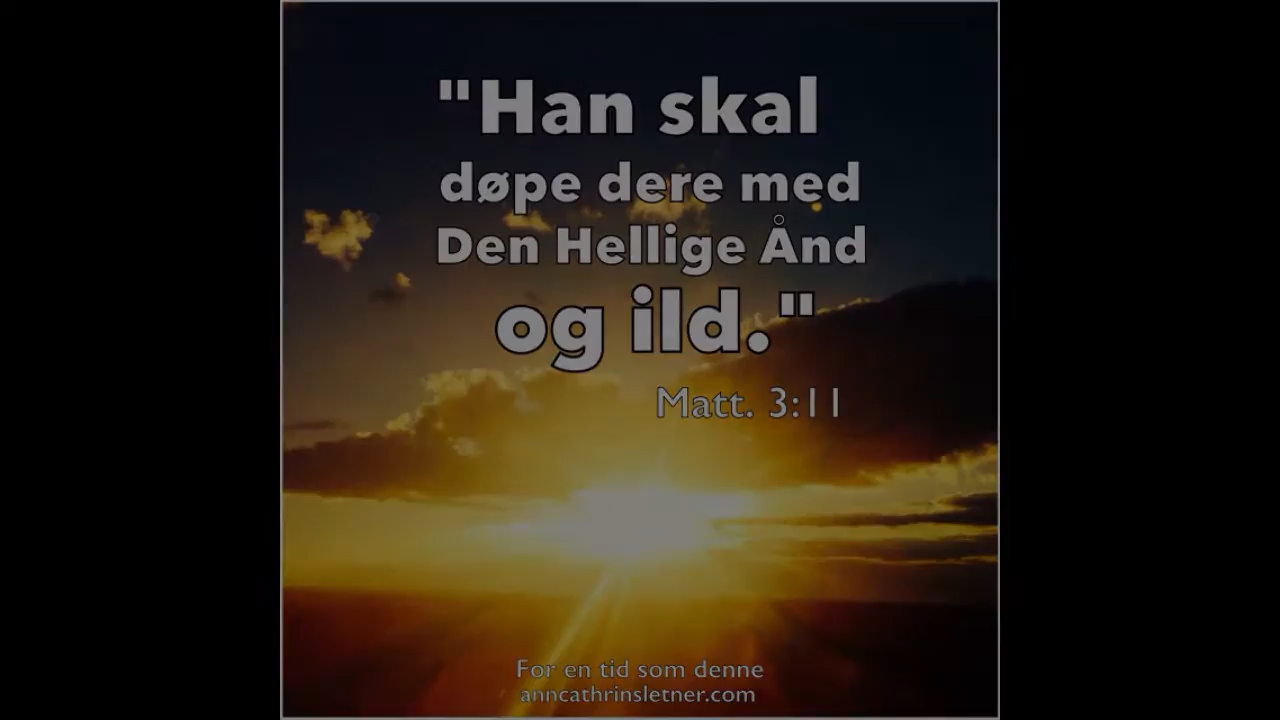 "Han skal
døpe dere med
Den Hellige Ånd
og ild."
Matt. 3:11
For en tid som denne
anncathrinsletner.com